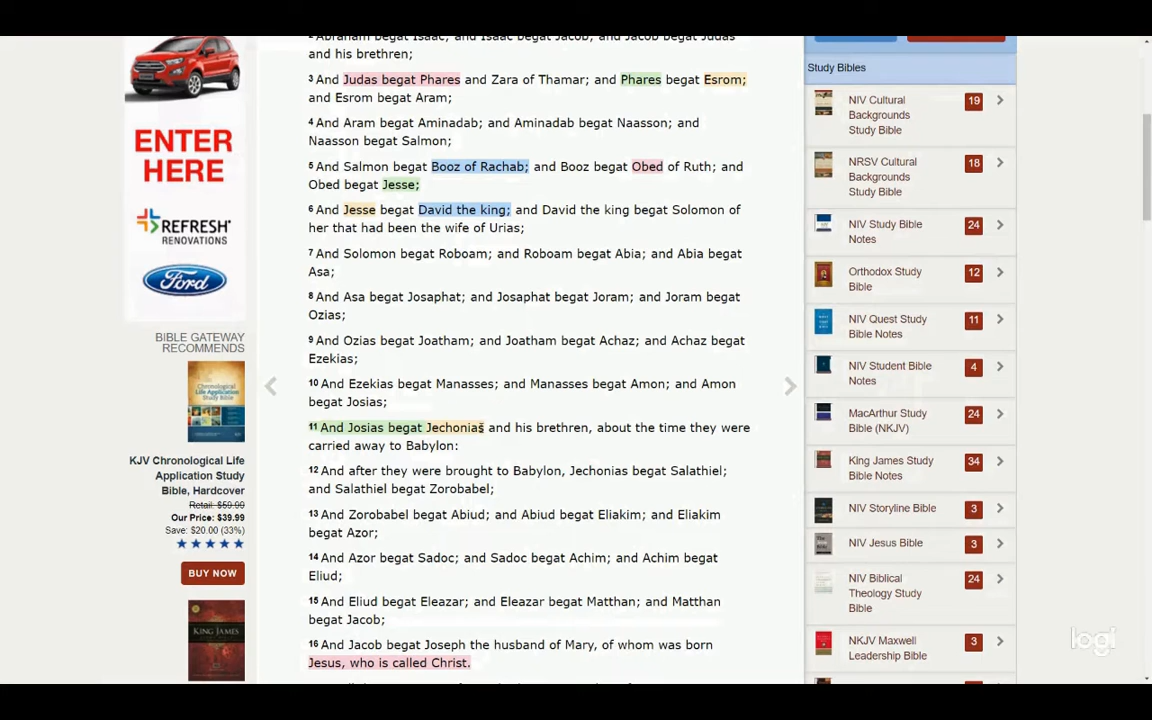 ENTER
HERE
REFRESH®
RENOVATIONS
Ford
BIBLE GATEWAY
RECOMMENDS
KJV Chronological Life
Application Study
Bible, Hardcover
Retail: $59.99
Our Price: $39.99
Save: $20.00 (33%)
BUY NOW
KING JAMES
2 Abraham begat Isaac; and Isaac begat Jacob; and Jacob begat Judas
and his brethren;
3 And Judas begat Phares and Zara of Thamar; and Phares begat Esrom;
and Esrom begat Aram;
4 And Aram begat Aminadab; and Aminadab begat Naasson; and
Naasson begat Salmon;
5 And Salmon begat Booz of Rachab; and Booz begat Obed of Ruth; and
Obed begat Jesse;
6 And Jesse begat David the king; and David the king begat Solomon of
her that had been the wife of Urias;
7 And Solomon begat Roboam; and Roboam begat Abia; and Abia begat
Asa;
8 And Asa begat Josaphat; and Josaphat begat Joram; and Joram begat
Ozias;
9 And Ozias begat Joatham; and Joatham begat Achaz; and Achaz begat
Ezekias;
10 And Ezekias begat Manasses; and Manasses begat Amon; and Amon
begat Josias;
11 And Josias begat Jechonias and his brethren, about the time they were
carried away to Babylon:
12 And after they were brought to Babylon, Jechonias begat Salathiel;
and Salathiel begat Zorobabel;
13 And Zorobabel begat Abiud; and Abiud begat Eliakim; and Eliakim
begat Azor;
14 And Azor begat Sadoc; and Sadoc begat Achim; and Achim begat
Eliud;
15 And Eliud begat Eleazar; and Eleazar begat Matthan; and Matthan
begat Jacob;
16 And Jacob begat Joseph the husband of Mary, of whom was born
Jesus, who is called Christ.
Study Bibles
NIV Cultural 19
Backgrounds
Study Bible
NRSV Cultural 18
Backgrounds
Study Bible
NIV Study Bible 24
Notes
Orthodox Study 12
Bible
NIV Quest Study 11
Bible Notes
NIV Student Bible 4
Notes
MacArthur Study 24
Bible (NKJV)
King James Study 34
Bible Notes
NIV Storyline Bible 3
NIV Jesus Bible 3
NIV Biblical 24
Theology Study
Bible
NKJV Maxwell 3
Leadership Bible
logi